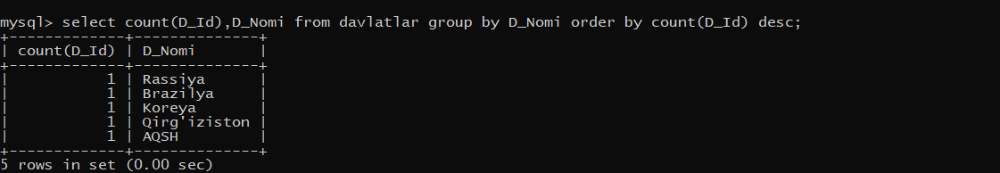 mysql> select count(D_Id),D_Nomi from davlatlar group by D_Nomi order by count(D_Id) desc;
+-------------+--------------+
| count(D_Id) | D_Nomi       |
+-------------+--------------+
|           1 | Rassiya      |
|           1 | Brazilya     |
|           1 | Koreya       |
|           1 | Qirg'iziston |
|           1 | AQSH         |
+-------------+--------------+
5 rows in set (0.00 sec)